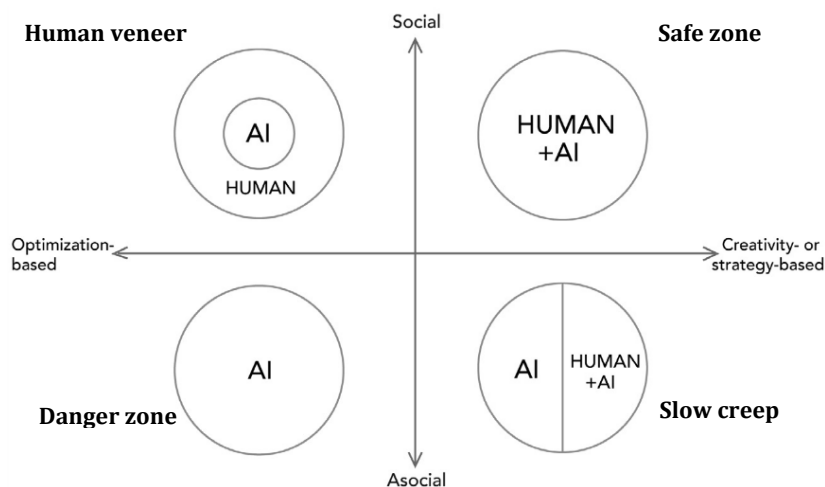 Human veneer
Social
Safe zone
AI
HUMAN
HUMAN
+AI
Optimization-
based
Creativity- or
strategy-based
AI
AI
HUMAN
+AI
Danger zone
Slow creep
Asocial